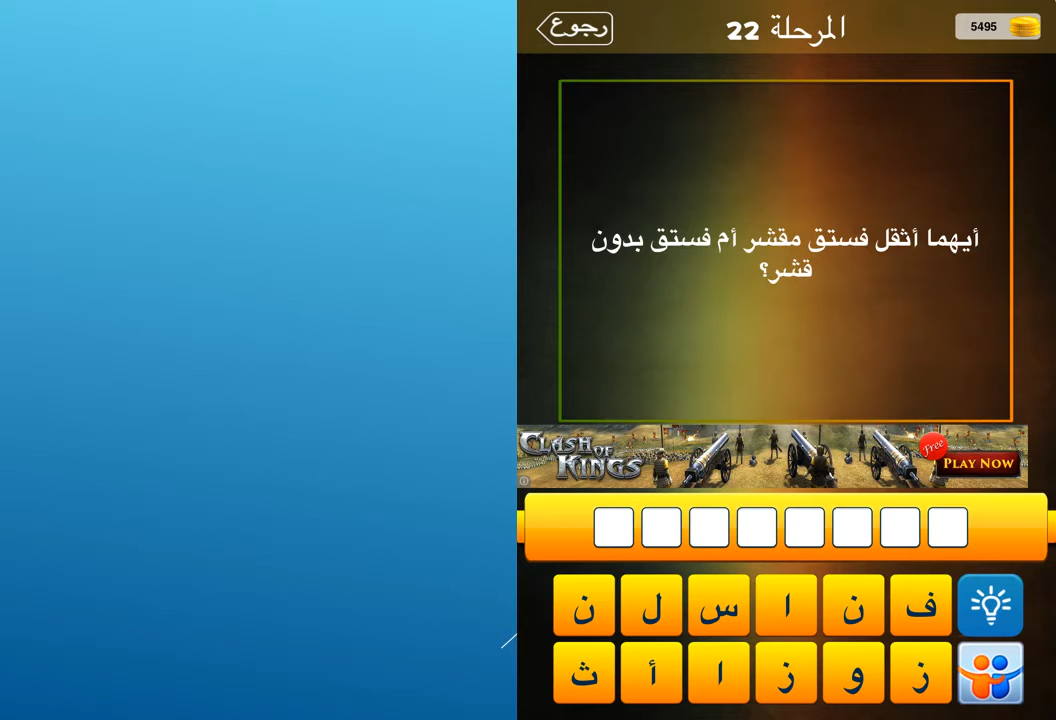 رجوع
المرحلة 22
5495
أيهما أثقل فستق مقشر أم فستق بدون
قشر؟
CLASH OF KINGS
Free
PLAY NOW
ف ن ا س ل ن
ز و ز ا أ ث